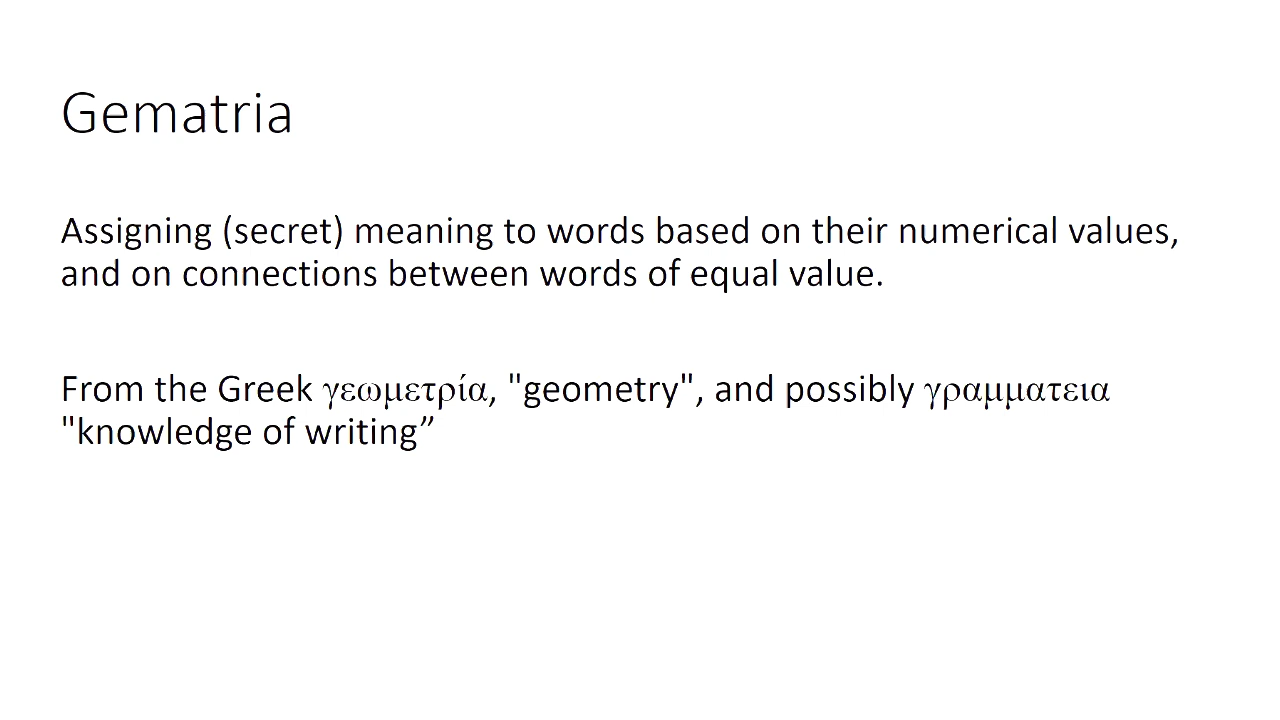 Gematria
Assigning (secret) meaning to words based on their numerical values,
and on connections between words of equal value.
From the Greek γεωμετρία, "geometry", and possibly γραμματεια
"knowledge of writing”